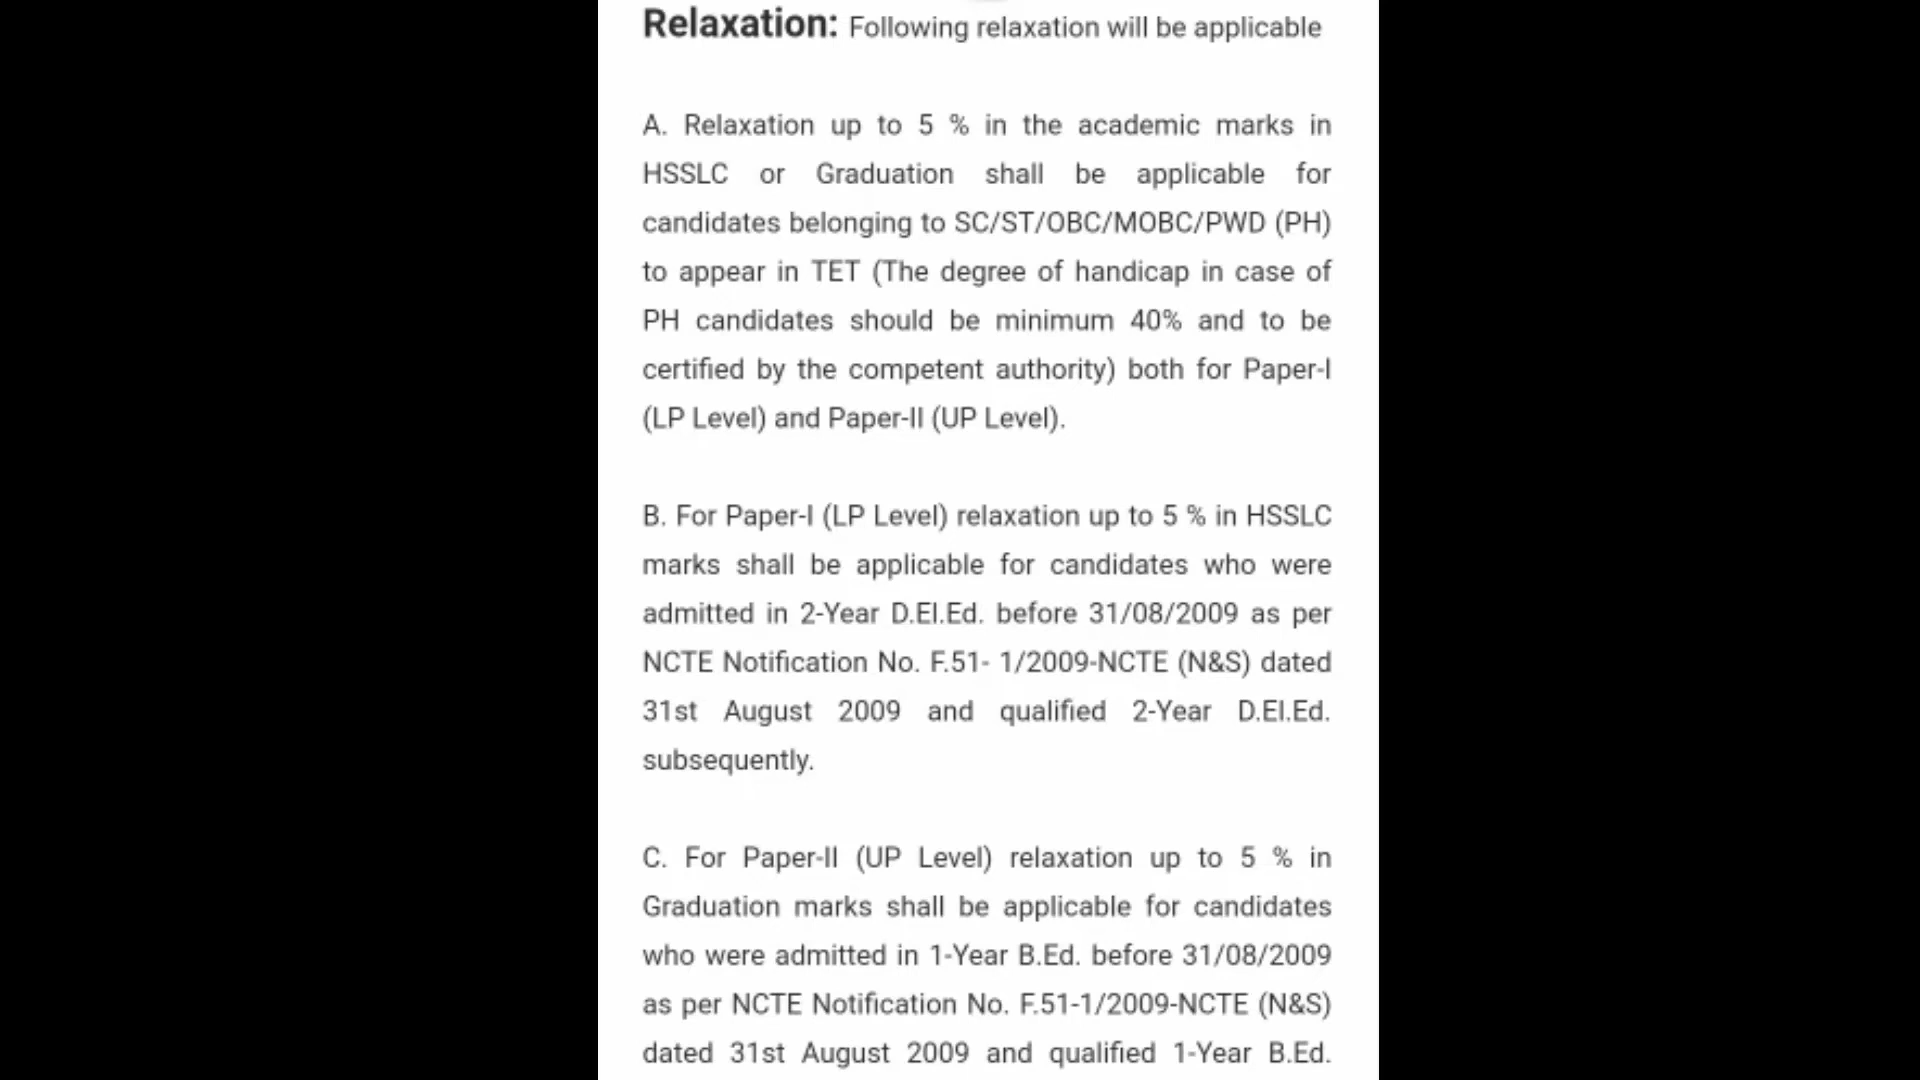 Relaxation: Following relaxation will be applicable
A. Relaxation up to 5 % in the academic marks in
HSSLC or Graduation shall be applicable for
candidates belonging to SC/ST/OBC/MOBC/PWD (PH)
to appear in TET (The degree of handicap in case of
PH candidates should be minimum 40% and to be
certified by the competent authority) both for Paper-I
(LP Level) and Paper-II (UP Level).
B. For Paper-I (LP Level) relaxation up to 5 % in HSSLC
marks shall be applicable for candidates who were
admitted in 2-Year D.El.Ed. before 31/08/2009 as per
NCTE Notification No. F.51- 1/2009-NCTE (N&S) dated
31st August 2009 and qualified 2-Year D.El.Ed.
subsequently.
C. For Paper-II (UP Level) relaxation up to 5 % in
Graduation marks shall be applicable for candidates
who were admitted in 1-Year B.Ed. before 31/08/2009
as per NCTE Notification No. F.51-1/2009-NCTE (N&S)
dated 31st August 2009 and qualified 1-Year B.Ed.